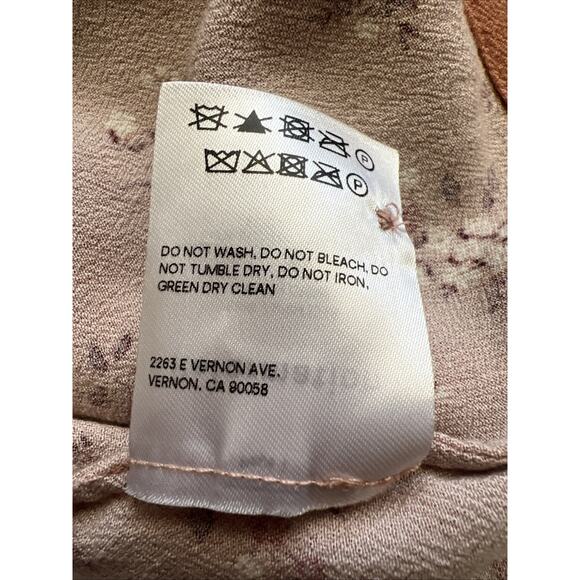 P
P
DO NOT WASH, DO NOT BLEACH, DO
NOT TUMBLE DRY, DO NOT IRON,
GREEN DRY CLEAN
2263 E VERNON AVE.
VERNON, CA 90058